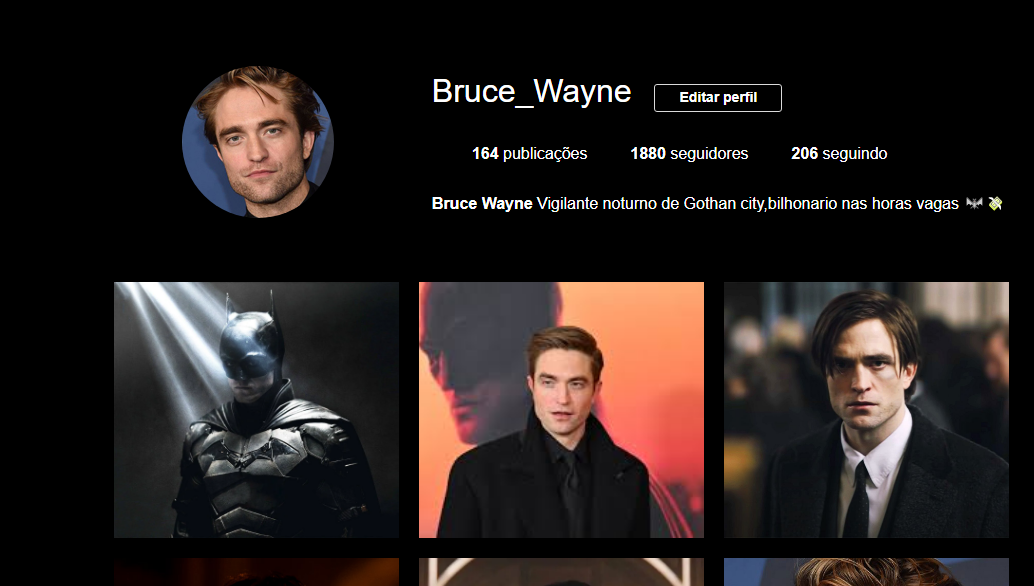 Bruce_Wayne Editar perfil
164 publicações 1880 seguidores 206 seguindo
Bruce Wayne Vigilante noturno de Gothan city,bilhonario nas horas vagas 🦇 💸